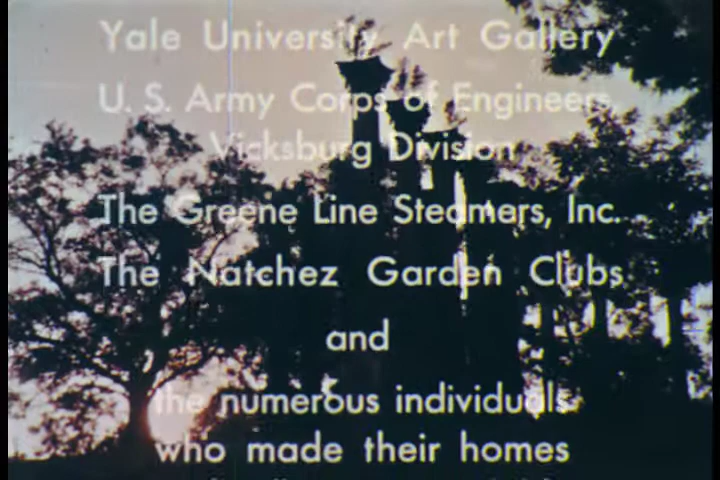 Yale University Art Gallery
U. S. Army Corps of Engineers
Vicksburg Division
The Greene Line Steamers, Inc.
The Natchez Garden Clubs
and
the numerous individuals
who made their homes